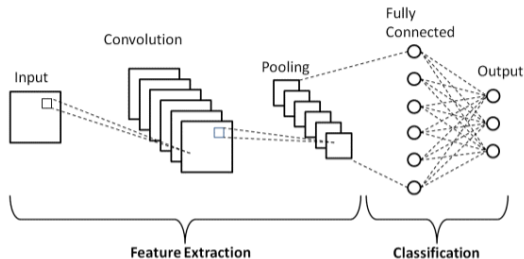 Input
Convolution
Pooling
Fully
Connected
Output
Feature Extraction
Classification